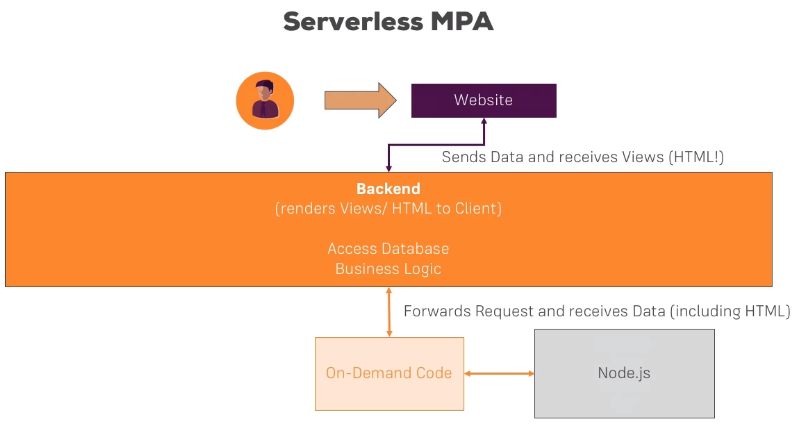 Serverless MPA
Website
Sends Data and receives Views (HTML!)
Backend
(renders Views/ HTML to Client)
Access Database
Business Logic
Forwards Request and receives Data (including HTML)
On-Demand Code
Node.js